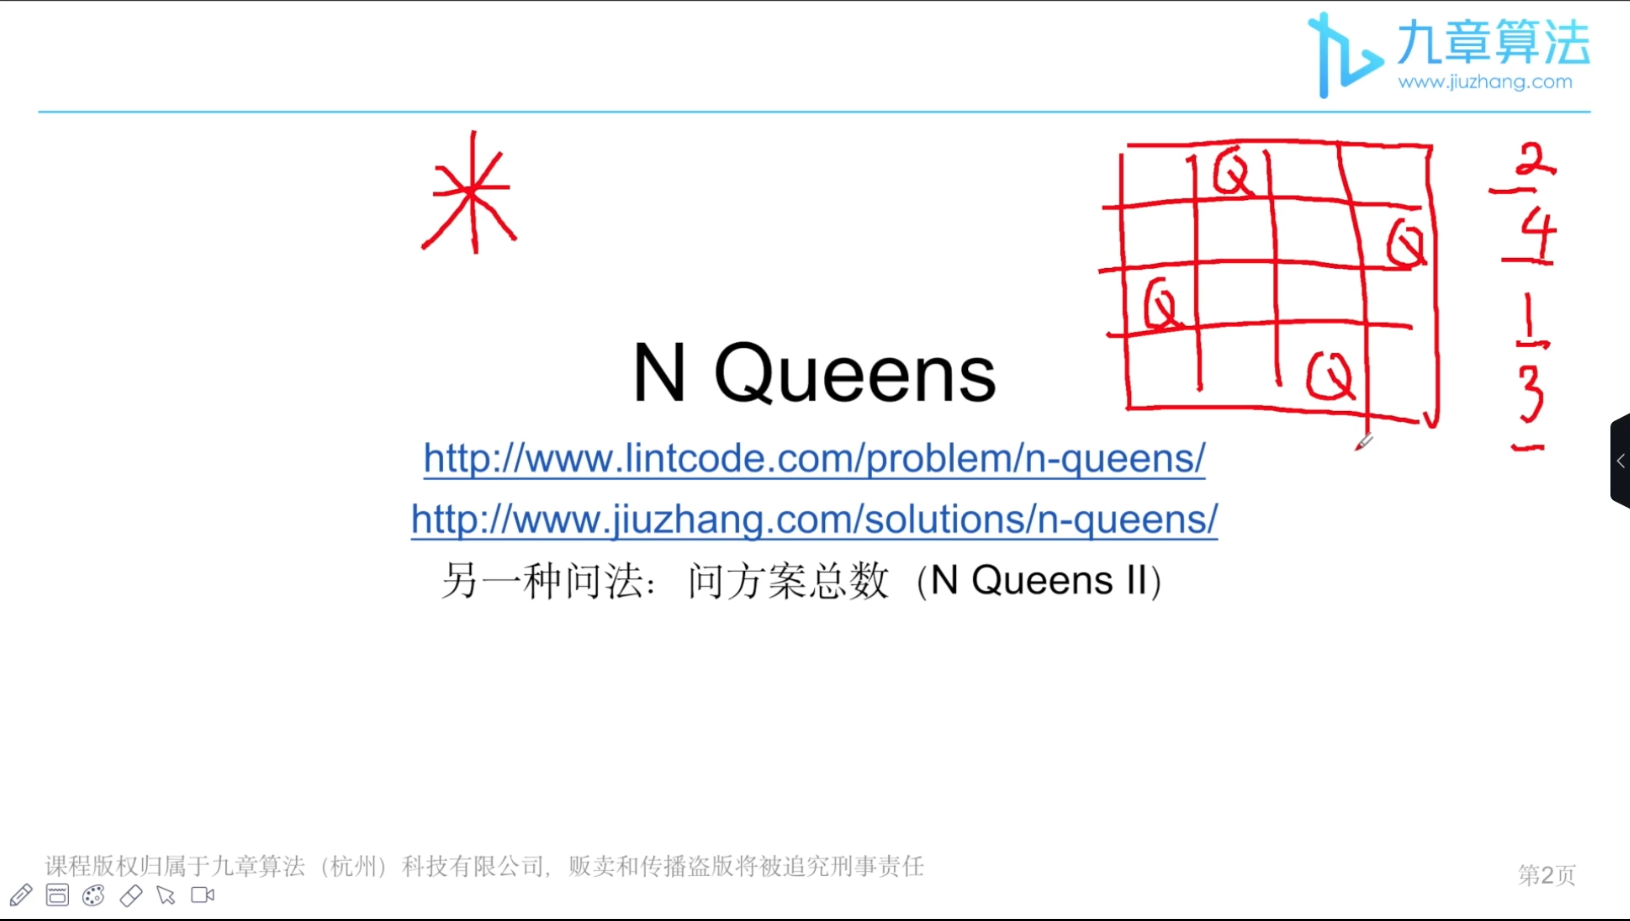 九章算法
www.jiuzhang.com
Q
Q
Q
Q
2
4
1
3
N Queens
http://www.lintcode.com/problem/n-queens/
http://www.jiuzhang.com/solutions/n-queens/
另一种问法：问方案总数（N Queens II）
课程版权归属于九章算法（杭州）科技有限公司，贩卖和传播盗版将被追究刑事责任
第2页